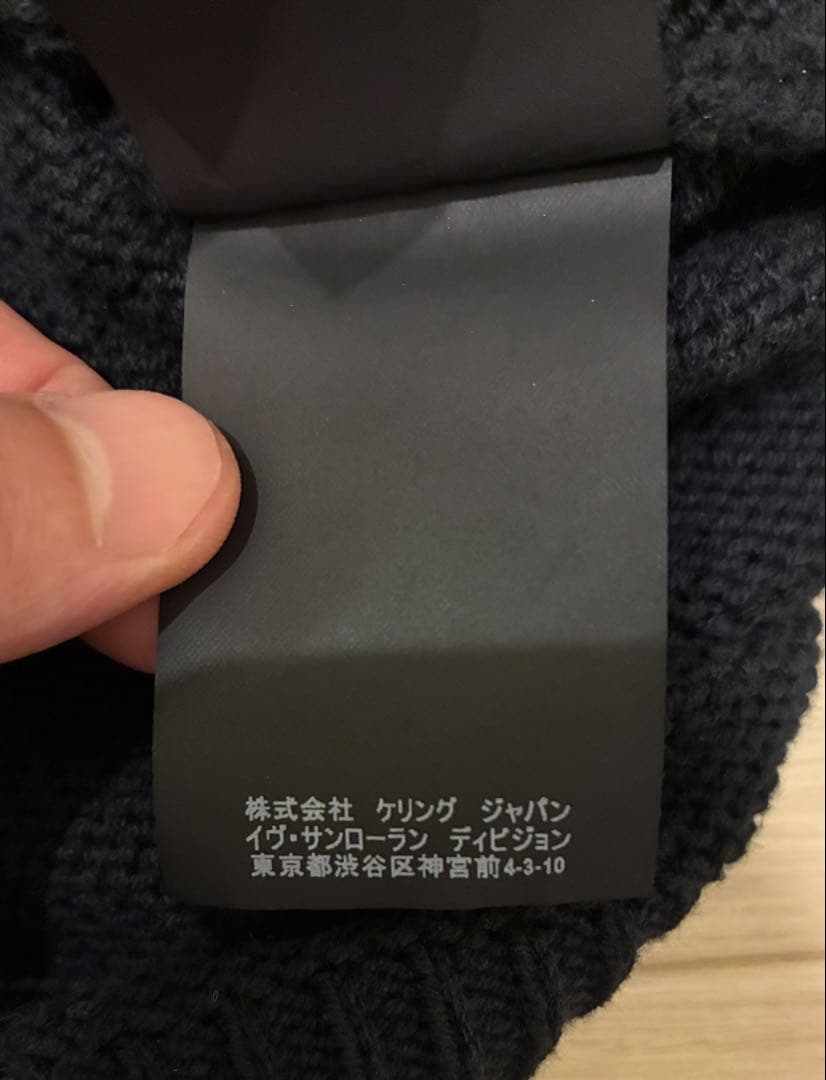 株式会社 ケリング ジャパン
イヴ・サンローラン ディビジョン
東京都渋谷区神宮前4-3-10